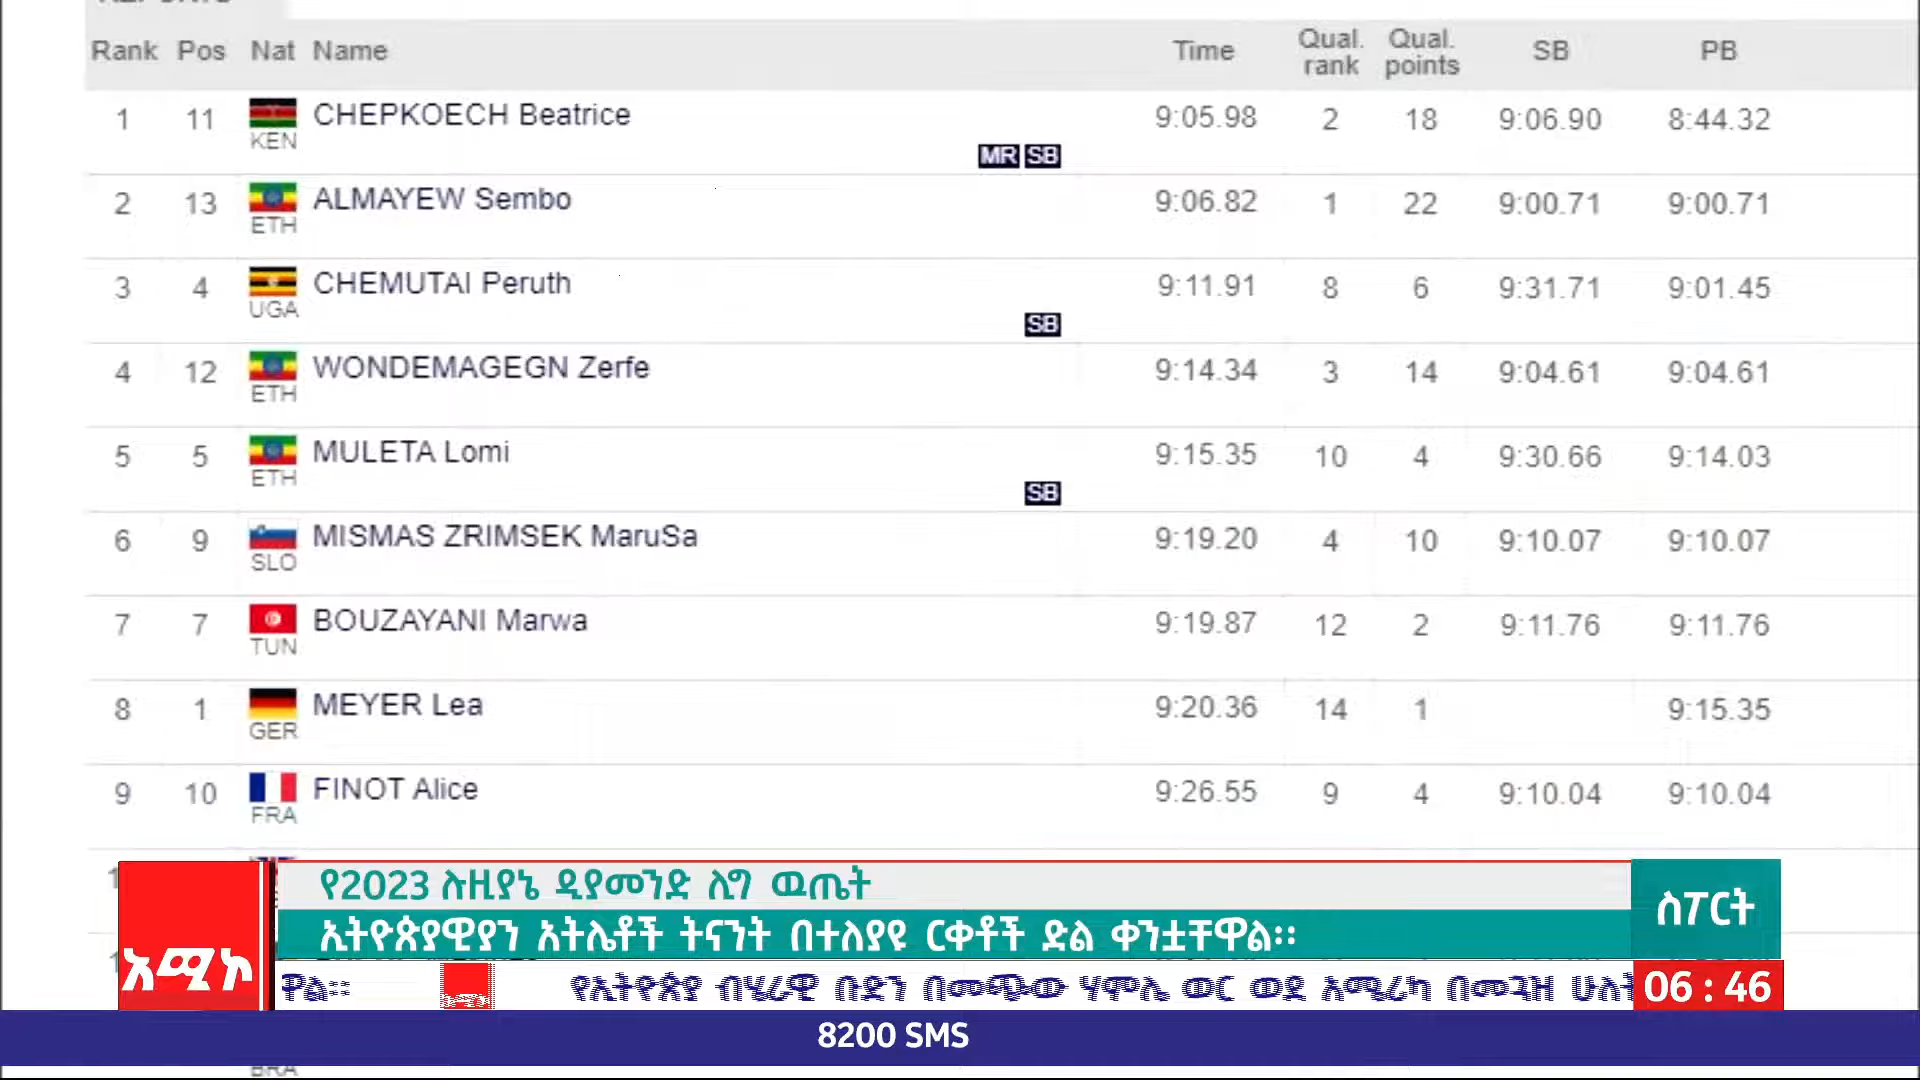 Rank Pos Nat Name Time Qual. rank Qual. points SB PB
1 11 KEN CHEPKOECH Beatrice MR SB 9:05.98 2 18 9:06.90 8:44.32
2 13 ETH ALMAYEW Sembo 9:06.82 1 22 9:00.71 9:00.71
3 4 UGA CHEMUTAI Peruth SB 9:11.91 8 6 9:31.71 9:01.45
4 12 ETH WONDEMAGEGN Zerfe 9:14.34 3 14 9:04.61 9:04.61
5 5 ETH MULETA Lomi SB 9:15.35 10 4 9:30.66 9:14.03
6 9 SLO MISMAS ZRIMSEK MaruSa 9:19.20 4 10 9:10.07 9:10.07
7 7 TUN BOUZAYANI Marwa 9:19.87 12 2 9:11.76 9:11.76
8 1 GER MEYER Lea 9:20.36 14 1 9:15.35
9 10 FRA FINOT Alice 9:26.55 9 4 9:10.04 9:10.04
የ2023 ሉዚያኔ ዲያመንድ ሊግ ዉጤት
ኢትዮጵያዊያን አትሌቶች ትናንት በተለያዩ ርቀቶች ድል ቀንቷቸዋል።
ስፖርት
አሚኮ
ዋል። የኢትዮጵያ ብሄራዊ ቡድን በመጭው ሃምሌ ወር ወደ አሜሪካ በመጓዝ
06 : 46
8200 SMS